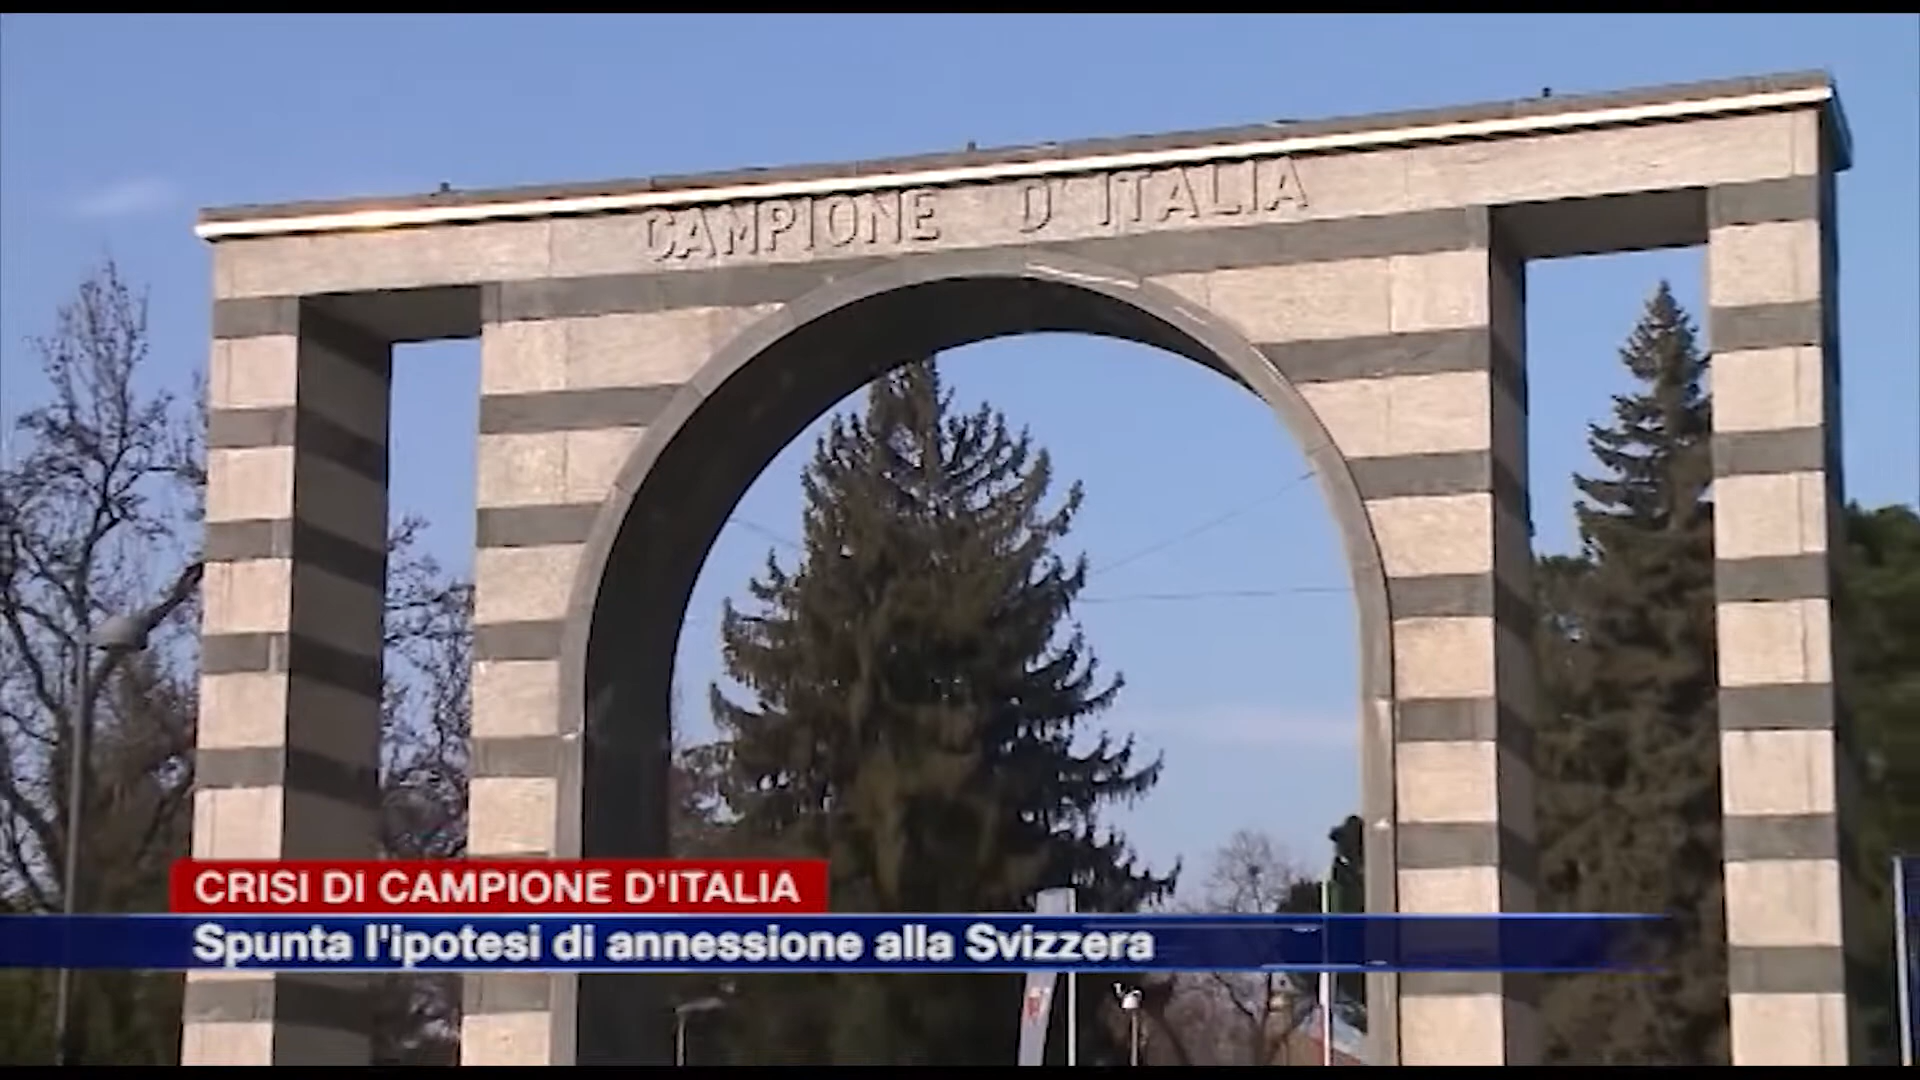 CAMPIONE D'ITALIA
CRISI DI CAMPIONE D'ITALIA
Spunta l'ipotesi di annessione alla Svizzera